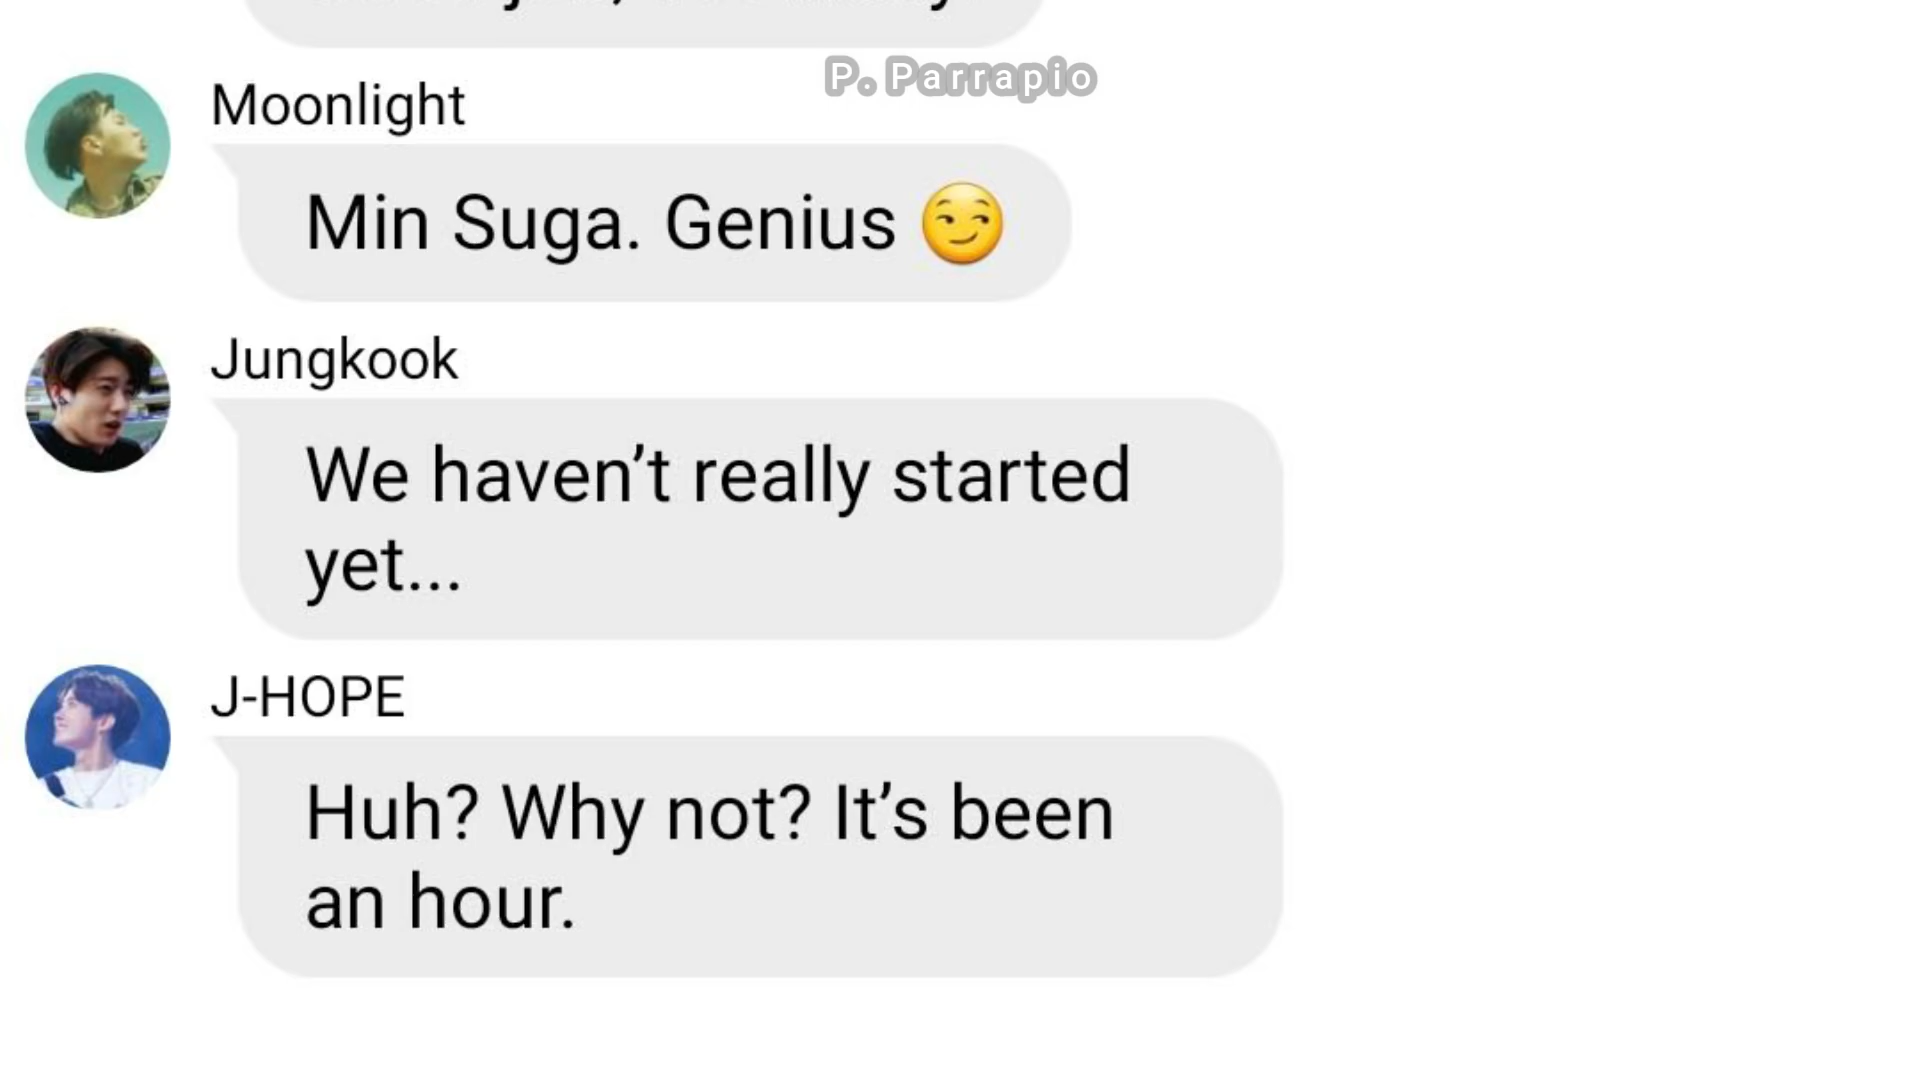 P. Parrapio
Moonlight
Min Suga. Genius 😏
Jungkook
We haven’t really started
yet...
J-HOPE
Huh? Why not? It’s been
an hour.